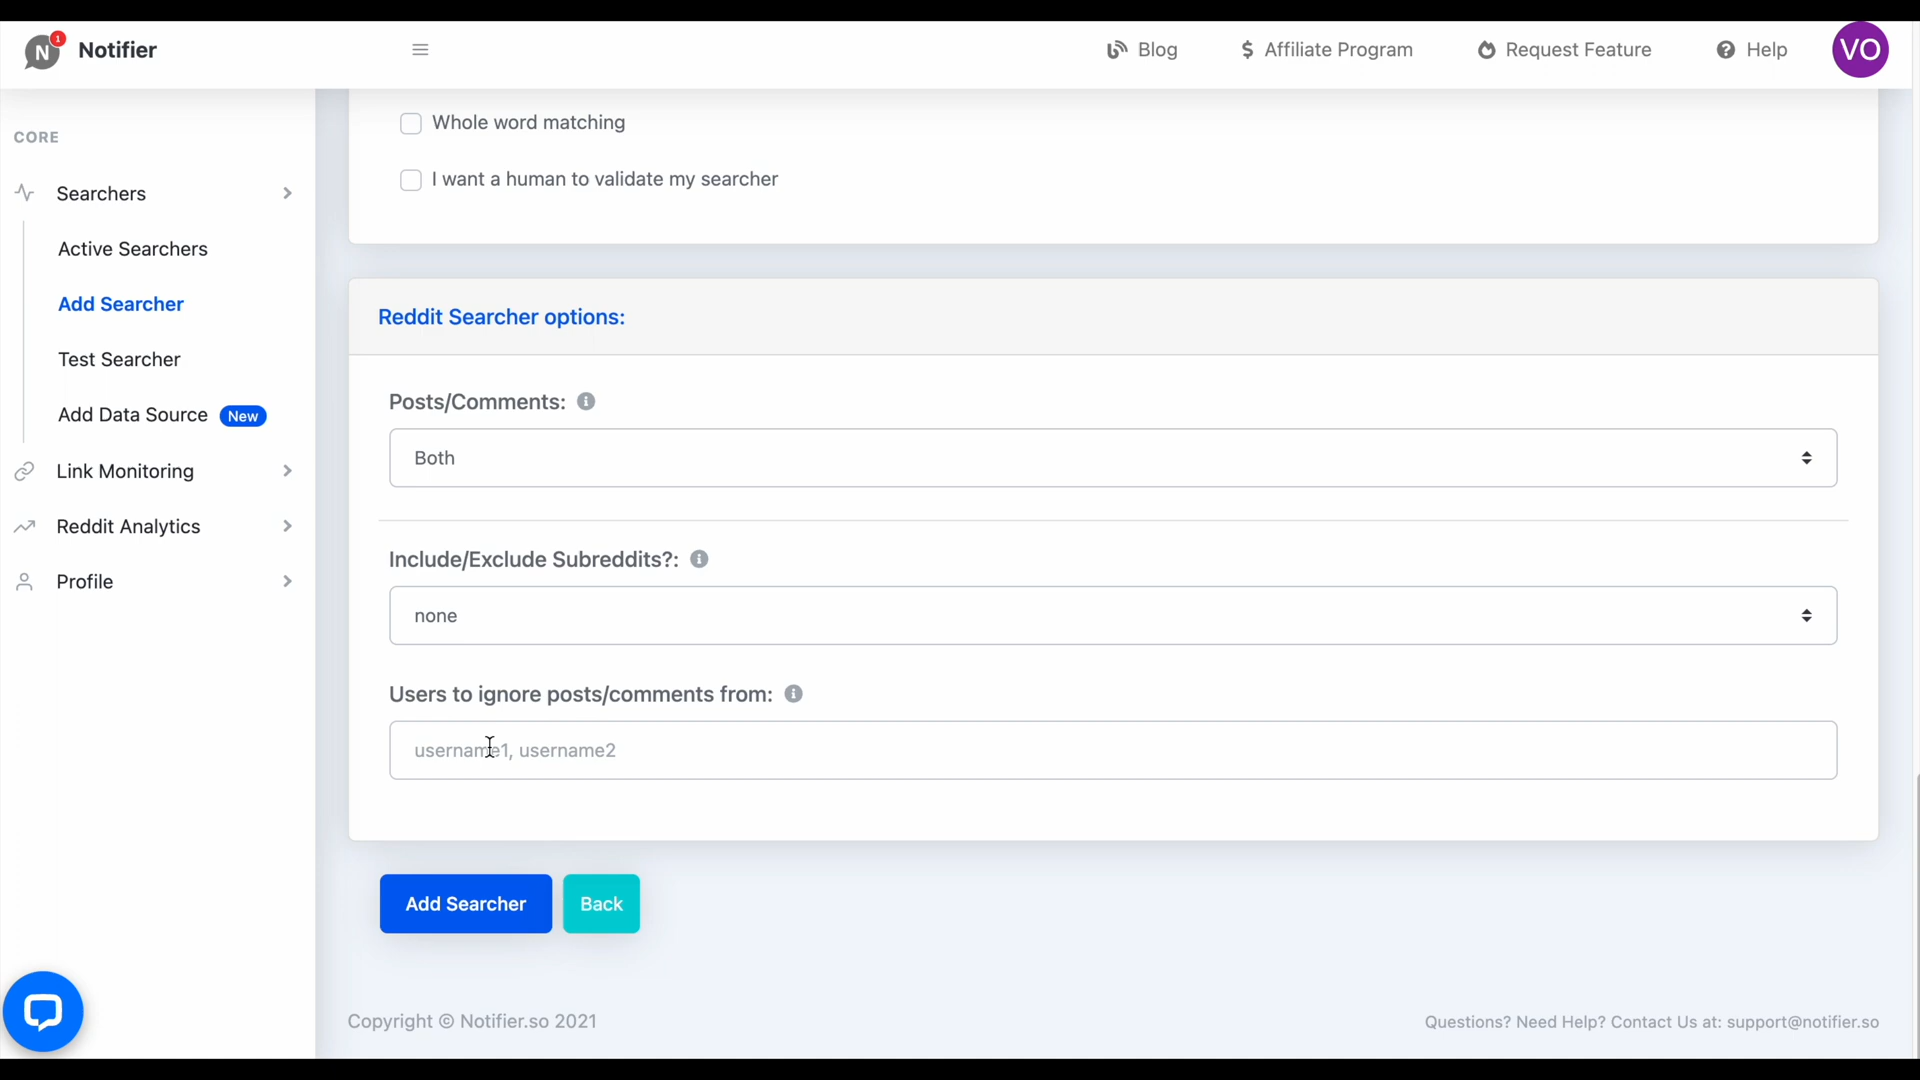 N 1 Notifier
Blog
Affiliate Program
Request Feature
Help
VO
CORE
Searchers
Active Searchers
Add Searcher
Test Searcher
Add Data Source New
Link Monitoring
Reddit Analytics
Profile
Whole word matching
I want a human to validate my searcher
Reddit Searcher options:
Posts/Comments:
Both
Include/Exclude Subreddits?:
none
Users to ignore posts/comments from:
username1, username2
Add Searcher
Back
Copyright © Notifier.so 2021
Questions? Need Help? Contact Us at: support@notifier.so